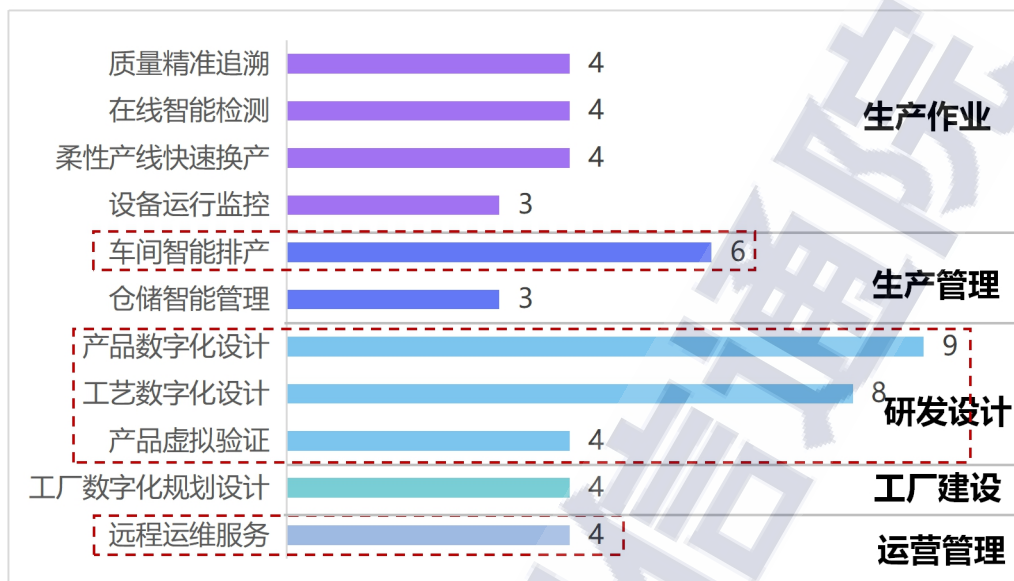 质量精准追溯 4
在线智能检测 4
生产作业
柔性产线快速换产 4
设备运行监控 3
车间智能排产 6
生产管理
仓储智能管理 3
产品数字化设计 9
工艺数字化设计 8
研发设计
产品虚拟验证 4
工厂数字化规划设计 4
工厂建设
远程运维服务 4
运营管理
信通院